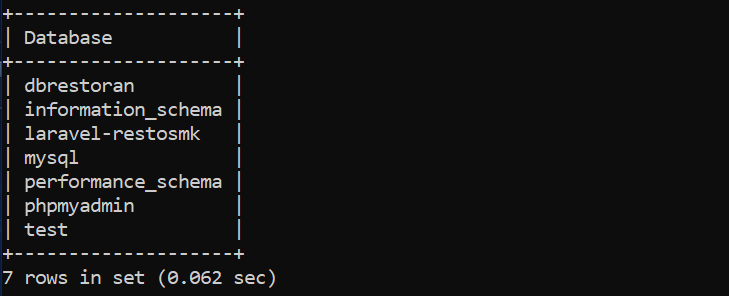 +--------------------+
| Database           |
+--------------------+
| dbrestoran         |
| information_schema |
| laravel-restosmk   |
| mysql              |
| performance_schema |
| phpmyadmin         |
| test               |
+--------------------+
7 rows in set (0.062 sec)